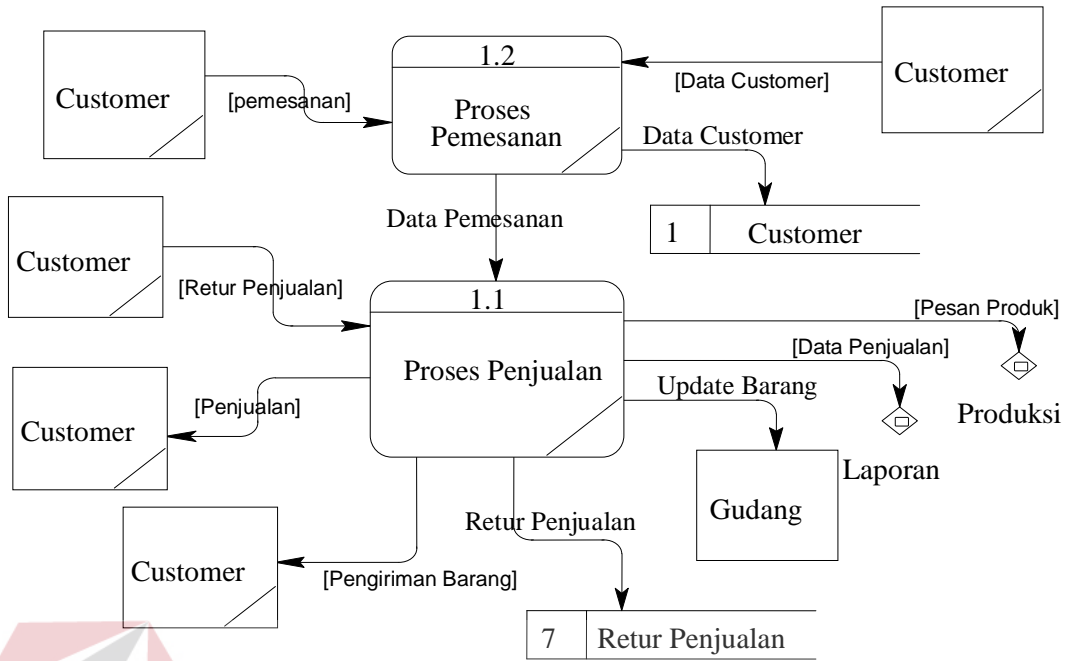 Customer
[pemesanan]
1.2
Proses
Pemesanan
[Data Customer]
Customer
Data Customer
1 Customer
Data Pemesanan
Customer
[Retur Penjualan]
1.1
Proses Penjualan
[Pesan Produk]
Produksi
[Data Penjualan]
Laporan
Update Barang
Gudang
[Penjualan]
Customer
Customer
[Pengiriman Barang]
Retur Penjualan
7 Retur Penjualan